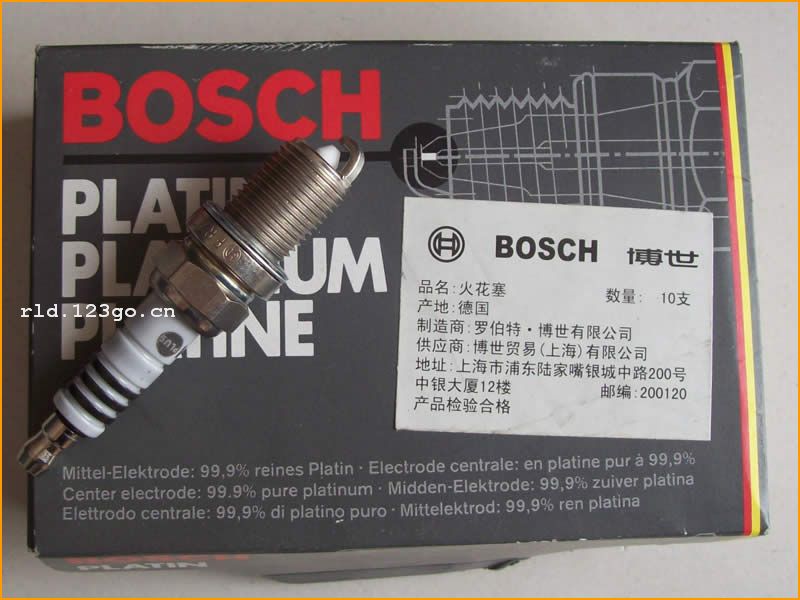 BOSCH
PLATIN
PLATINUM
PLATINE
rld.123go.cn
PLUS
BOSCH 博世
品名:火花塞 数量: 10支
产地:德国
制造商:罗伯特·博世有限公司
供应商:博世贸易(上海)有限公司
地址:上海市浦东陆家嘴银城中路200号
中银大厦12楼 邮编:200120
产品检验合格
Mittel-Elektrode: 99,9% reines Platin · Electrode centrale: en platine pur à 99,9%
Center electrode: 99.9% pure platinum · Midden-Elektrode: 99,9% zuiver platina
Elettrodo centrale: 99,9% di platino puro · Mittelektrod: 99,9% ren platina
BOSCH
PLATIN